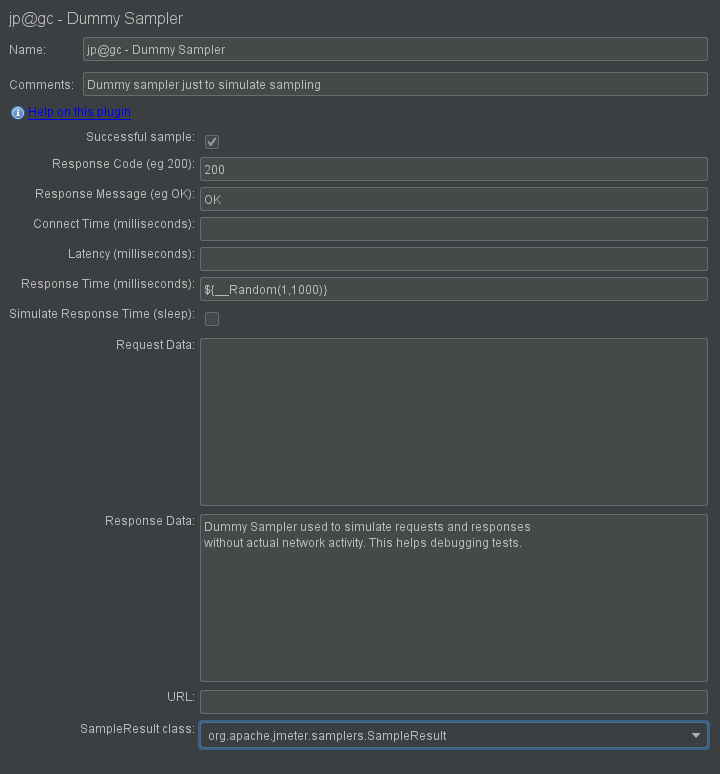 jp@gc - Dummy Sampler
Name: jp@gc - Dummy Sampler
Comments: Dummy sampler just to simulate sampling
Help on this plugin
Successful sample:
Response Code (eg 200): 200
Response Message (eg OK): OK
Connect Time (milliseconds):
Latency (milliseconds):
Response Time (milliseconds): ${__Random(1,1000)}
Simulate Response Time (sleep):
Request Data:
Response Data: Dummy Sampler used to simulate requests and responses
without actual network activity. This helps debugging tests.
URL:
SampleResult class: org.apache.jmeter.samplers.SampleResult